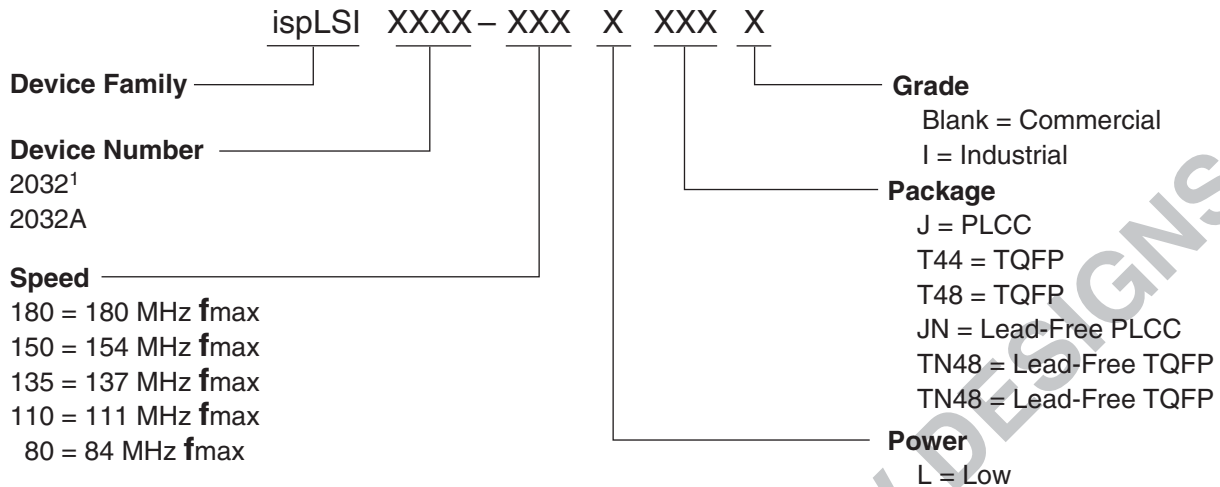 ispLSI XXXX – XXX X XXX X
Device Family
Device Number
2032¹
2032A
Speed
180 = 180 MHz fmax
150 = 154 MHz fmax
135 = 137 MHz fmax
110 = 111 MHz fmax
80 = 84 MHz fmax
Grade
Blank = Commercial
I = Industrial
Package
J = PLCC
T44 = TQFP
T48 = TQFP
JN = Lead-Free PLCC
TN48 = Lead-Free TQFP
TN48 = Lead-Free TQFP
Power
L = Low
DESIGNS